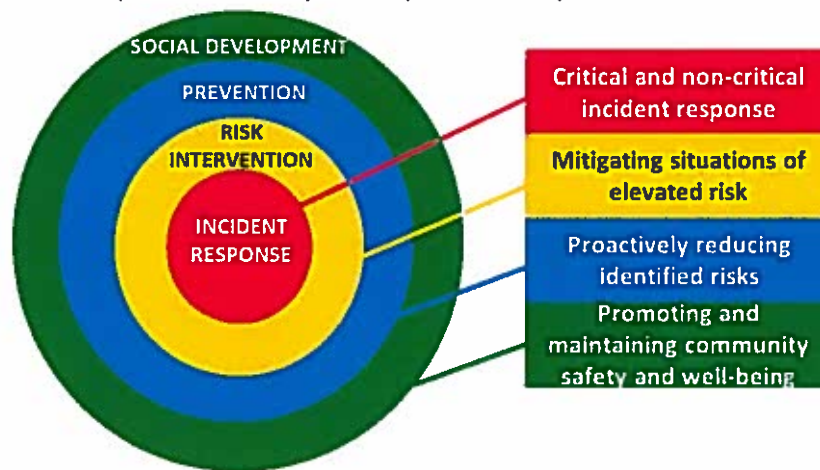 SOCIAL DEVELOPMENT
PREVENTION
RISK
INTERVENTION
INCIDENT
RESPONSE
Critical and non-critical
incident response
Mitigating situations of
elevated risk
Proactively reducing
identified risks
Promoting and
maintaining community
safety and well-being